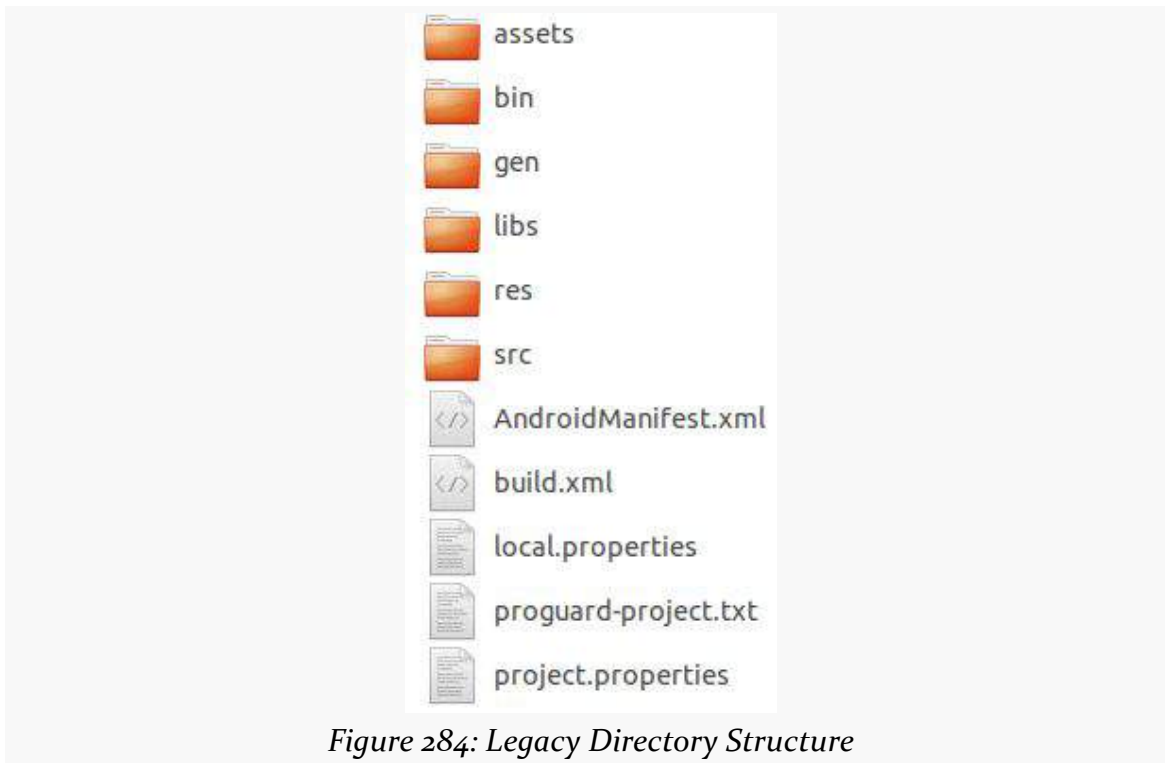 assets
bin
gen
libs
res
src
AndroidManifest.xml
build.xml
local.properties
proguard-project.txt
project.properties
Figure 284: Legacy Directory Structure